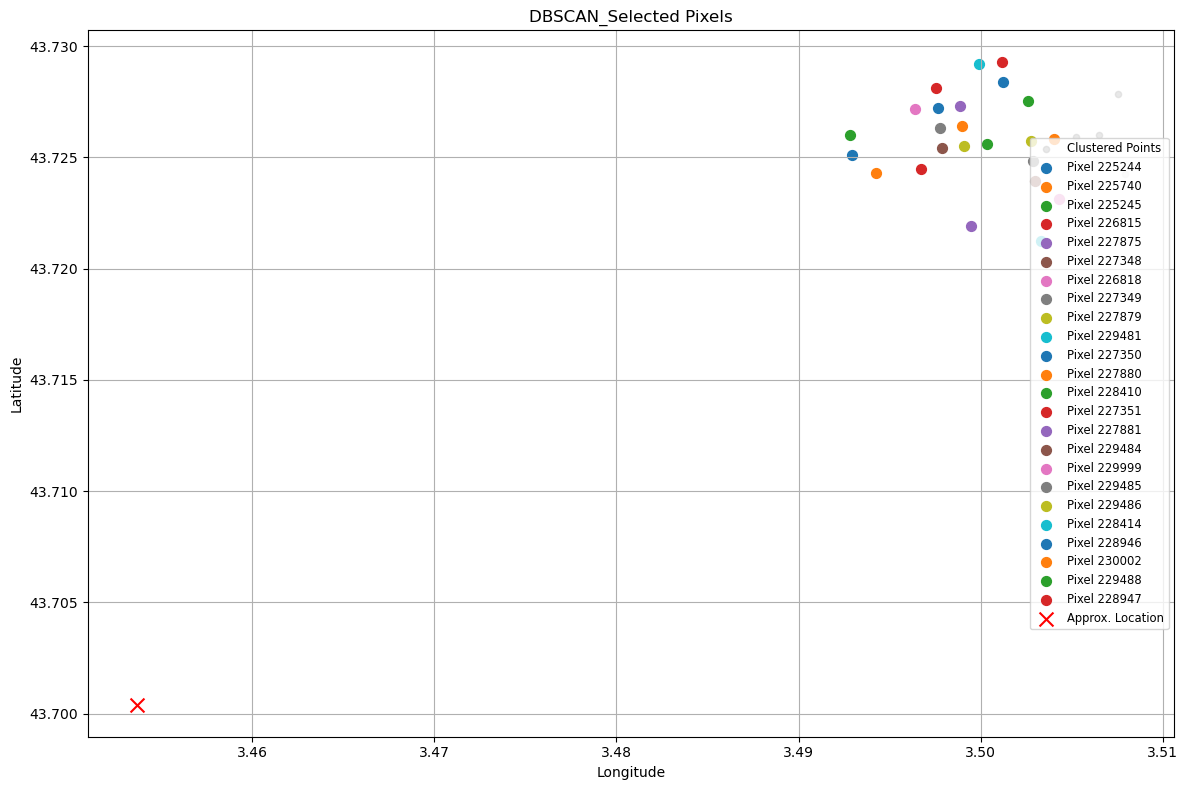 DBSCAN_Selected Pixels
43.730
43.725
43.720
43.715
43.710
43.705
43.700
Latitude
3.46
3.47
3.48
3.49
3.50
3.51
Longitude
Clustered Points
Pixel 225244
Pixel 225740
Pixel 225245
Pixel 226815
Pixel 227875
Pixel 227348
Pixel 226818
Pixel 227349
Pixel 227879
Pixel 229481
Pixel 227350
Pixel 227880
Pixel 228410
Pixel 227351
Pixel 227881
Pixel 229484
Pixel 229999
Pixel 229485
Pixel 229486
Pixel 228414
Pixel 228946
Pixel 230002
Pixel 229488
Pixel 228947
Approx. Location